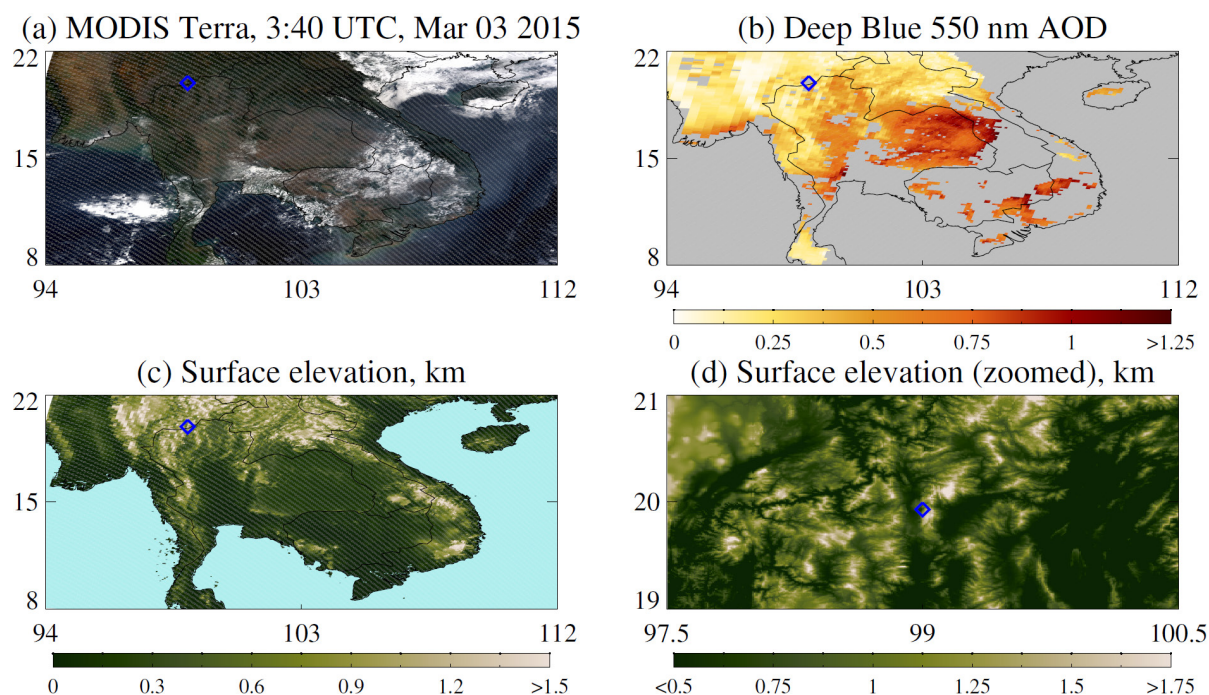 (a) MODIS Terra, 3:40 UTC, Mar 03 2015
22
15
8
94 103 112
(b) Deep Blue 550 nm AOD
22
15
8
94 103 112
0 0.25 0.5 0.75 1 >1.25
(c) Surface elevation, km
22
15
8
94 103 112
0 0.3 0.6 0.9 1.2 >1.5
(d) Surface elevation (zoomed), km
21
20
19
97.5 99 100.5
<0.5 0.75 1 1.25 1.5 >1.75